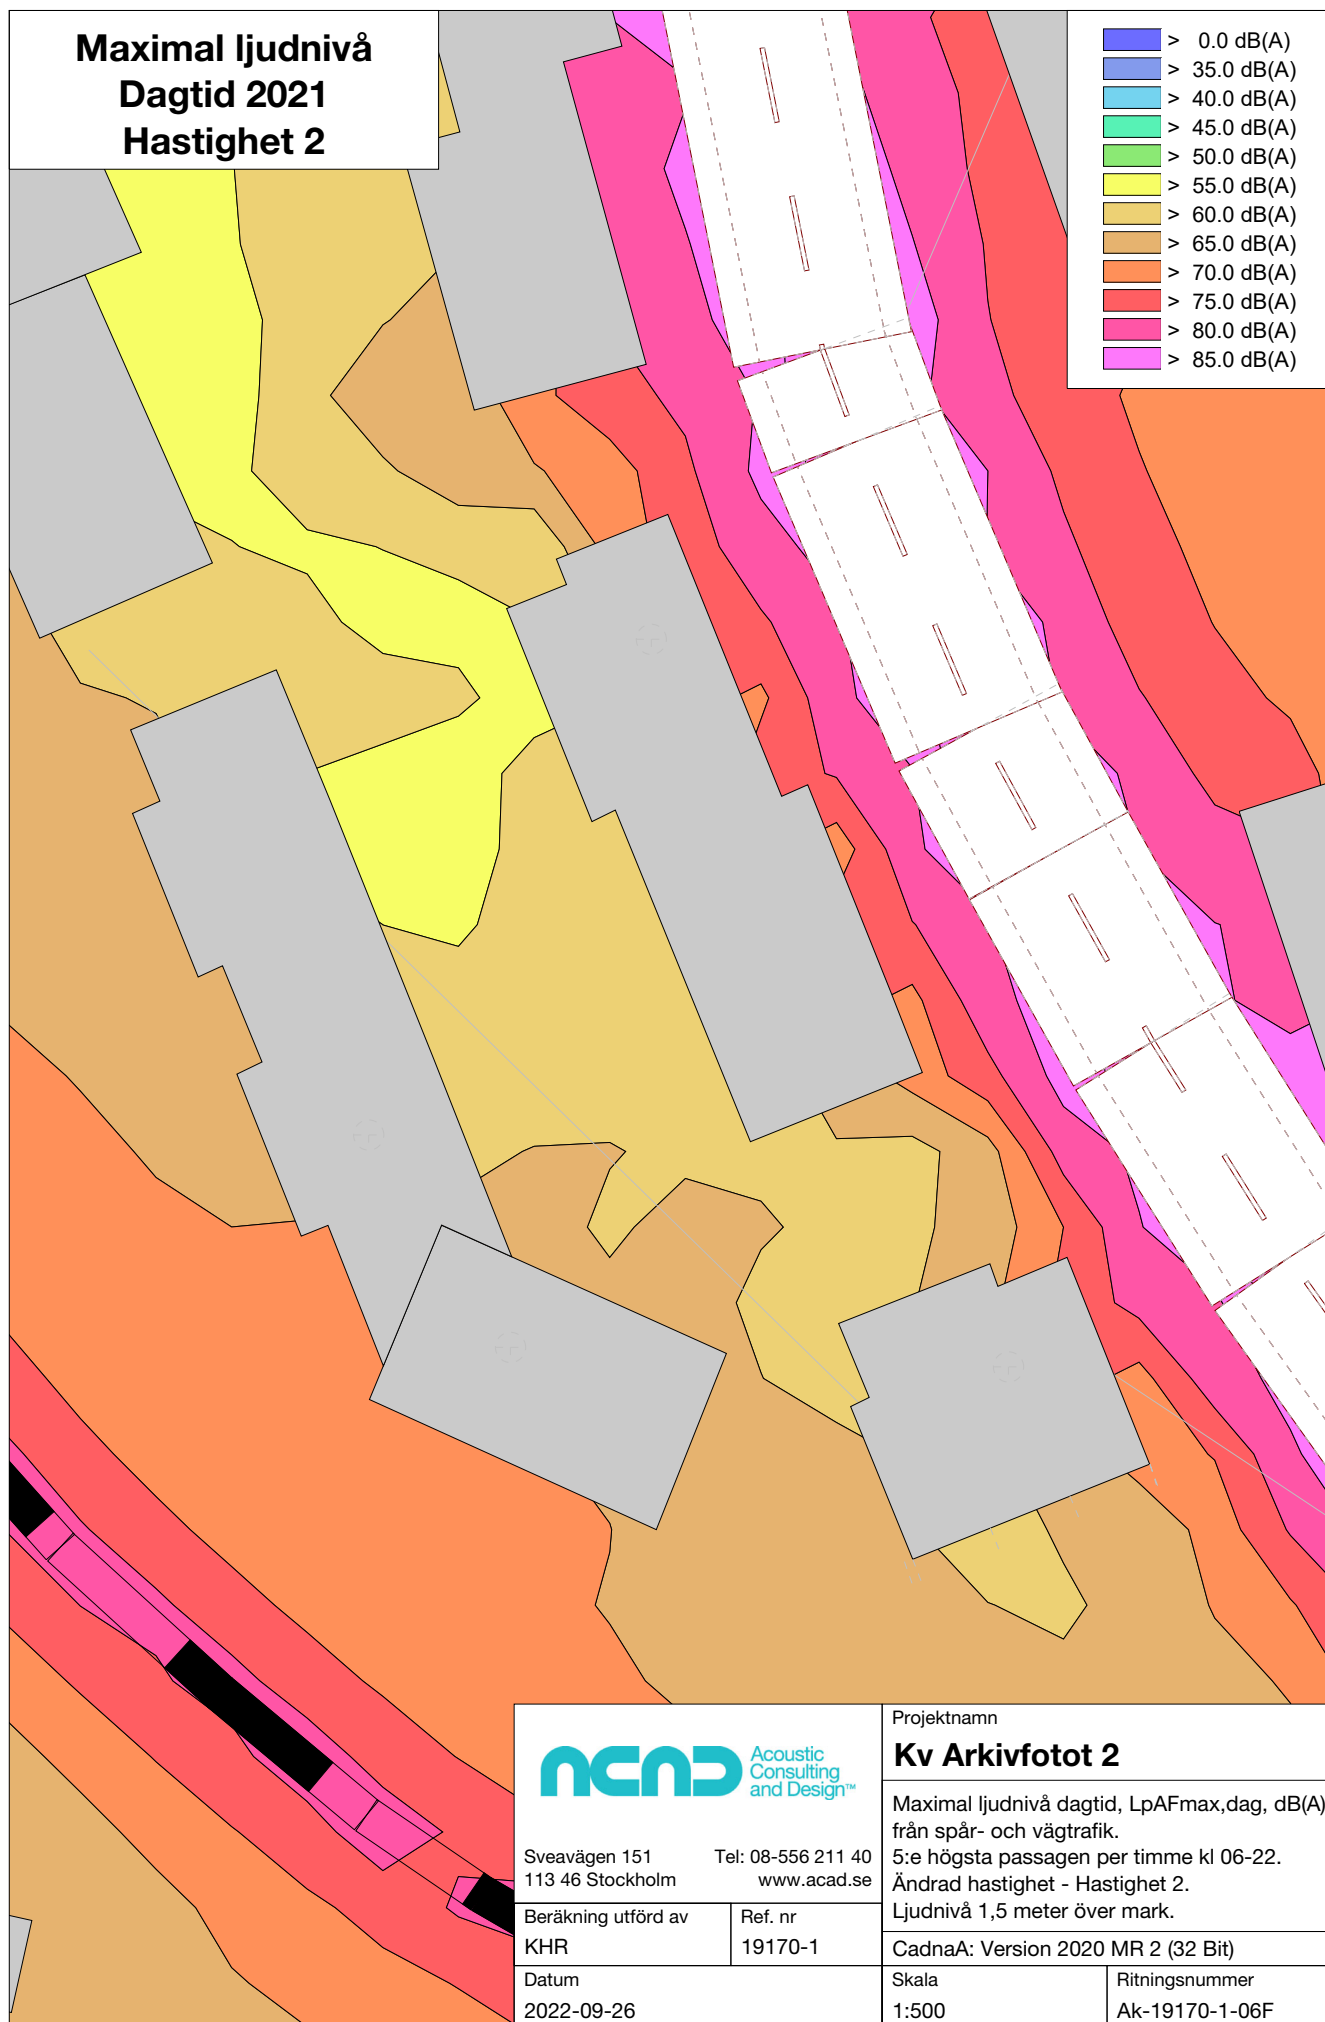 Maximal ljudnivå
Dagtid 2021
Hastighet 2
> 0.0 dB(A)
> 35.0 dB(A)
> 40.0 dB(A)
> 45.0 dB(A)
> 50.0 dB(A)
> 55.0 dB(A)
> 60.0 dB(A)
> 65.0 dB(A)
> 70.0 dB(A)
> 75.0 dB(A)
> 80.0 dB(A)
> 85.0 dB(A)
ACAD
Acoustic
Consulting
and Design™
Sveavägen 151
113 46 Stockholm
Tel: 08-556 211 40
www.acad.se
Beräkning utförd av
KHR
Ref. nr
19170-1
Datum
2022-09-26
Projektnamn
Kv Arkivfotot 2
Maximal ljudnivå dagtid, LpAFmax,dag, dB(A)
från spår- och vägtrafik.
5:e högsta passagen per timme kl 06-22.
Ändrad hastighet - Hastighet 2.
Ljudnivå 1,5 meter över mark.
CadnaA: Version 2020 MR 2 (32 Bit)
Skala
1:500
Ritningsnummer
Ak-19170-1-06F